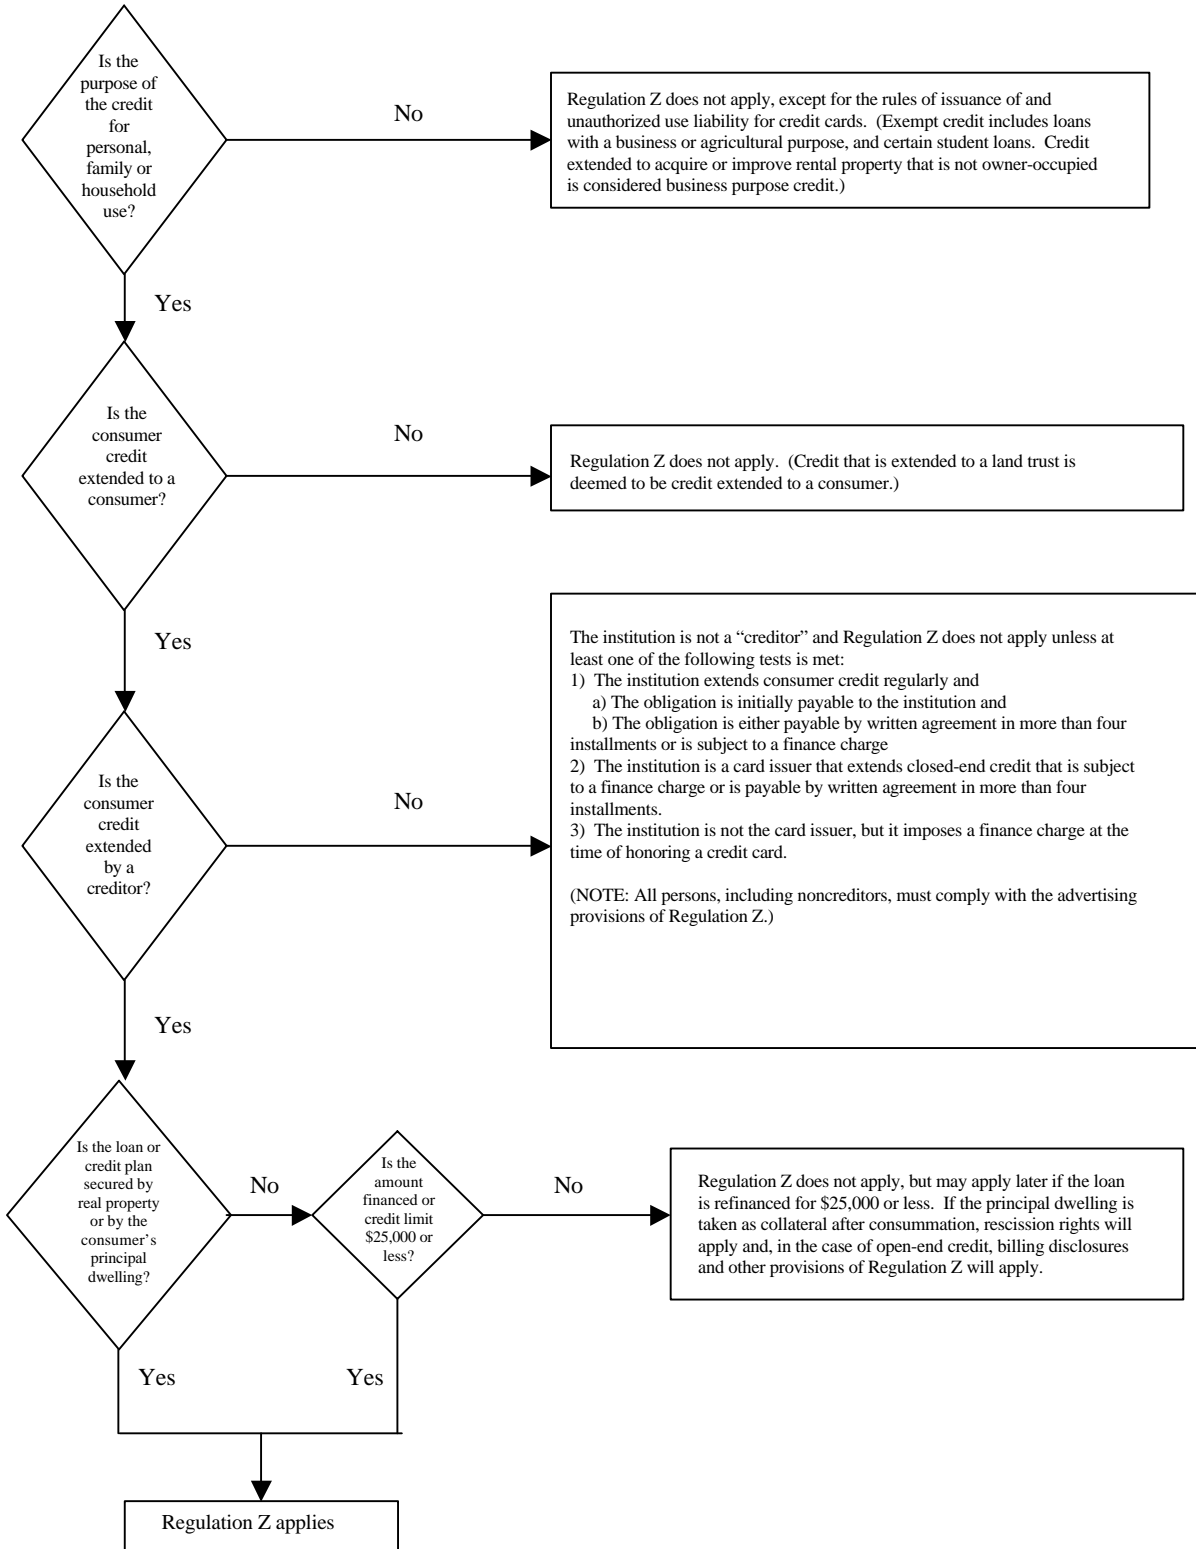 Is the
purpose of
the credit
for
personal,
family or
household
use?
No
Regulation Z does not apply, except for the rules of issuance of and
unauthorized use liability for credit cards. (Exempt credit includes loans
with a business or agricultural purpose, and certain student loans. Credit
extended to acquire or improve rental property that is not owner-occupied
is considered business purpose credit.)
Yes
Is the
consumer
credit
extended to a
consumer?
No
Regulation Z does not apply. (Credit that is extended to a land trust is
deemed to be credit extended to a consumer.)
Yes
Is the
consumer
credit
extended
by a
creditor?
No
The institution is not a “creditor” and Regulation Z does not apply unless at
least one of the following tests is met:
1) The institution extends consumer credit regularly and
a) The obligation is initially payable to the institution and
b) The obligation is either payable by written agreement in more than four
installments or is subject to a finance charge
2) The institution is a card issuer that extends closed-end credit that is subject
to a finance charge or is payable by written agreement in more than four
installments.
3) The institution is not the card issuer, but it imposes a finance charge at the
time of honoring a credit card.
(NOTE: All persons, including noncreditors, must comply with the advertising
provisions of Regulation Z.)
Yes
Is the loan or
credit plan
secured by
real property
or by the
consumer’s
principal
dwelling?
No
Is the
amount
financed or
credit limit
$25,000 or
less?
No
Regulation Z does not apply, but may apply later if the loan
is refinanced for $25,000 or less. If the principal dwelling is
taken as collateral after consummation, rescission rights will
apply and, in the case of open-end credit, billing disclosures
and other provisions of Regulation Z will apply.
Yes
Yes
Regulation Z applies